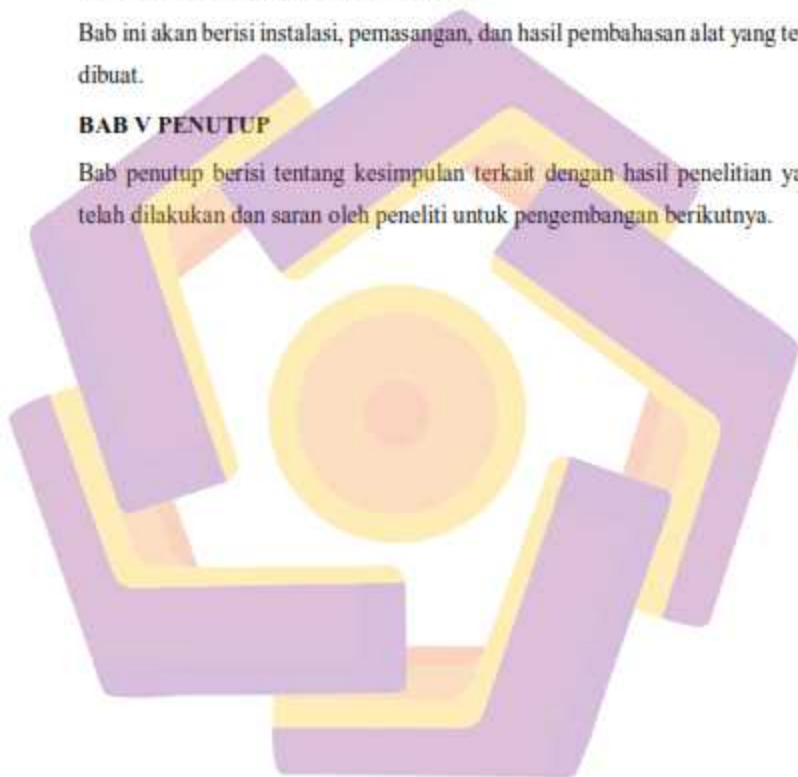 Bab ini akan berisi instalasi, pemasangan, dan hasil pembahasan alat yang te
dibuat.
BAB V PENUTUP
Bab penutup berisi tentang kesimpulan terkait dengan hasil penelitian ya
telah dilakukan dan saran oleh peneliti untuk pengembangan berikutnya.